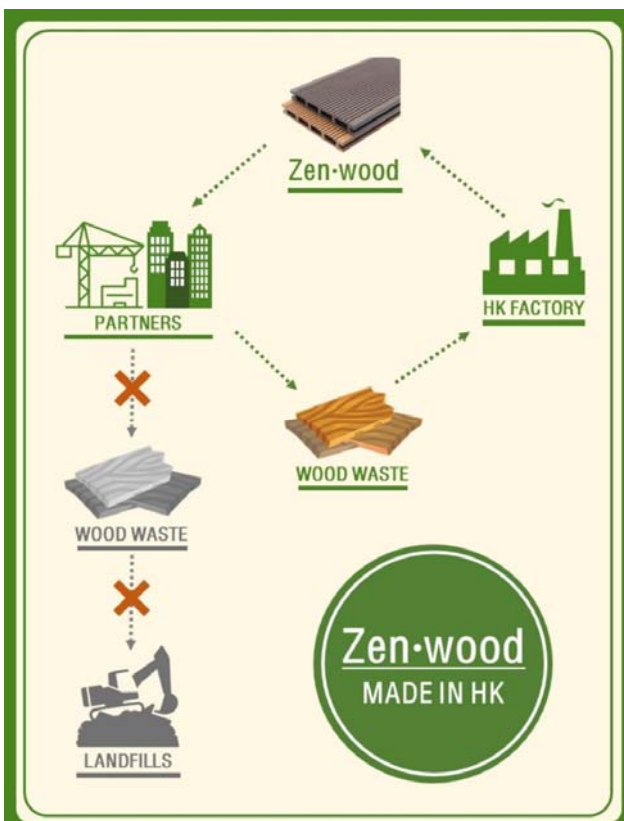 Zen·wood
PARTNERS
HK FACTORY
WOOD WASTE
WOOD WASTE
Zen·wood
MADE IN HK
LANDFILLS